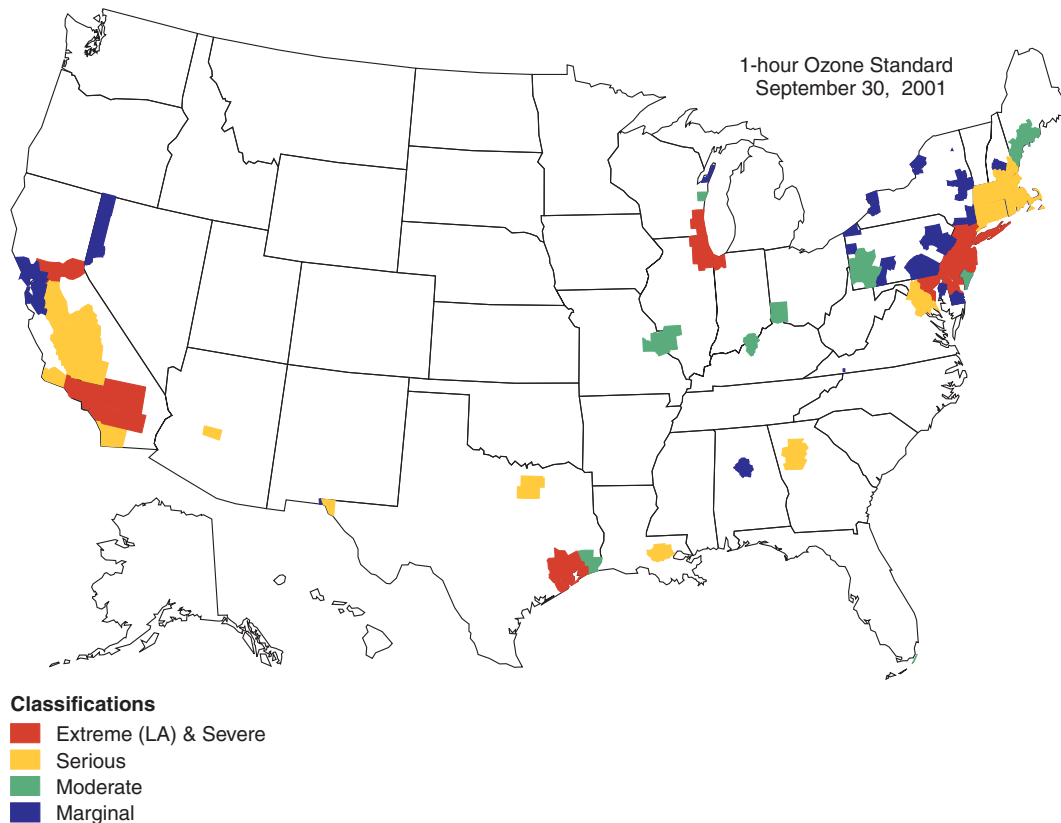 1-hour Ozone Standard
September 30, 2001
Classifications
Extreme (LA) & Severe
Serious
Moderate
Marginal